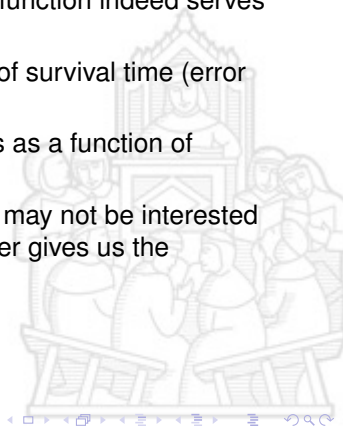 function indeed serves
of survival time (error
s as a function of
may not be interested
er gives us the